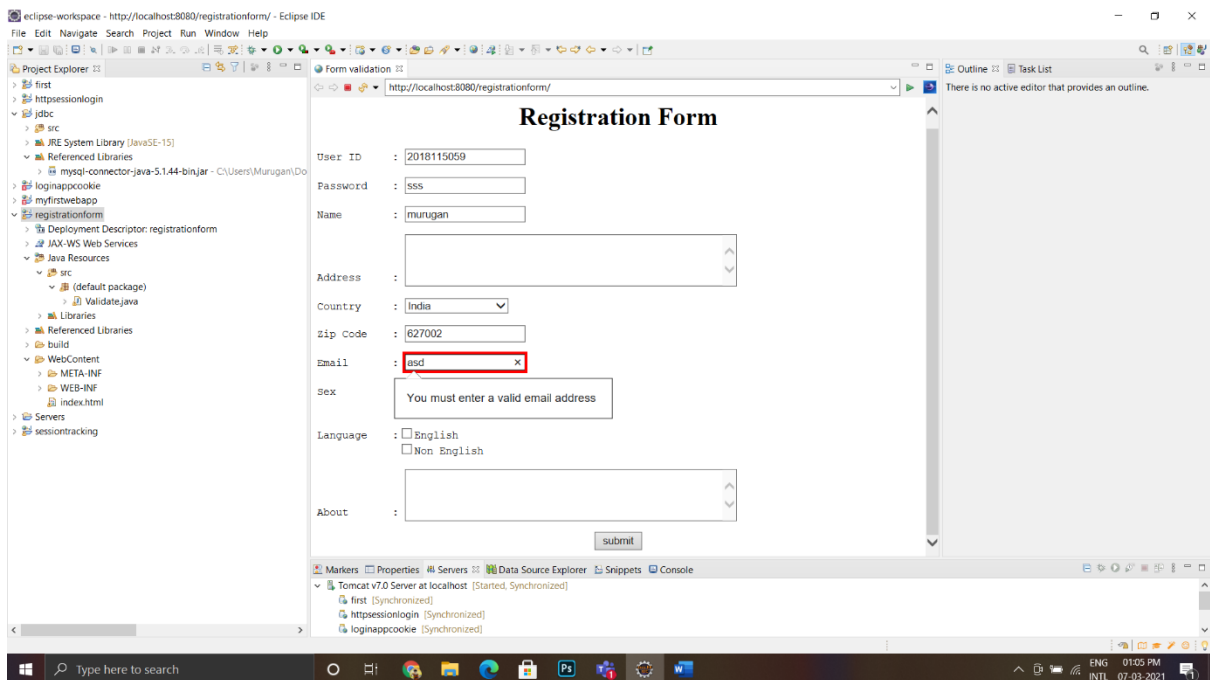 eclipse-workspace - http://localhost:8080/registrationform/ - Eclipse IDE
File Edit Navigate Search Project Run Window Help
Project Explorer
first
httpsessionlogin
jdbc
src
JRE System Library [JavaSE-15]
Referenced Libraries
mysql-connector-java-5.1.44-bin.jar - C:\Users\Murugan\Do
loginappcookie
myfirstwebapp
registrationform
Deployment Descriptor: registrationform
JAX-WS Web Services
Java Resources
src
(default package)
Validate.java
Libraries
Referenced Libraries
build
WebContent
META-INF
WEB-INF
index.html
Servers
sessiontracking
Form validation
http://localhost:8080/registrationform/
Registration Form
User ID : 2018115059
Password : sss
Name : murugan
Address :
Country : India
Zip Code : 627002
Email : asd
You must enter a valid email address
Sex
Language : English
Non English
About :
submit
Outline Task List
There is no active editor that provides an outline.
Markers Properties Servers Data Source Explorer Snippets Console
Tomcat v7.0 Server at localhost [Started, Synchronized]
first [Synchronized]
httpsessionlogin [Synchronized]
loginappcookie [Synchronized]
Type here to search
Ps
ENG 01:05 PM
INTL 07-03-2021